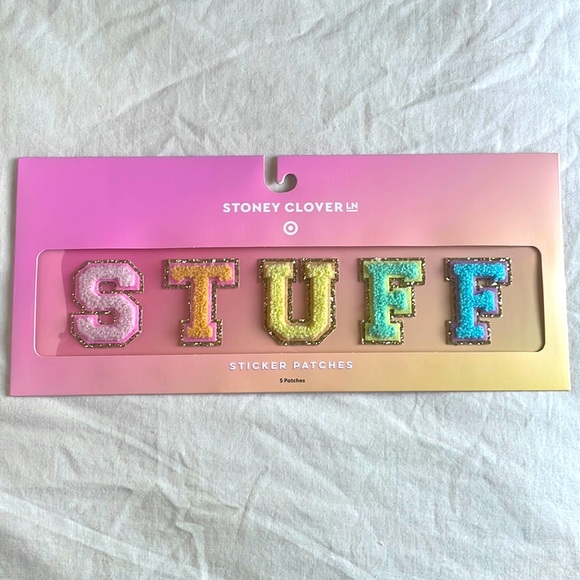 STONEY CLOVER LN
STUFF
STICKER PATCHES
5 Patches